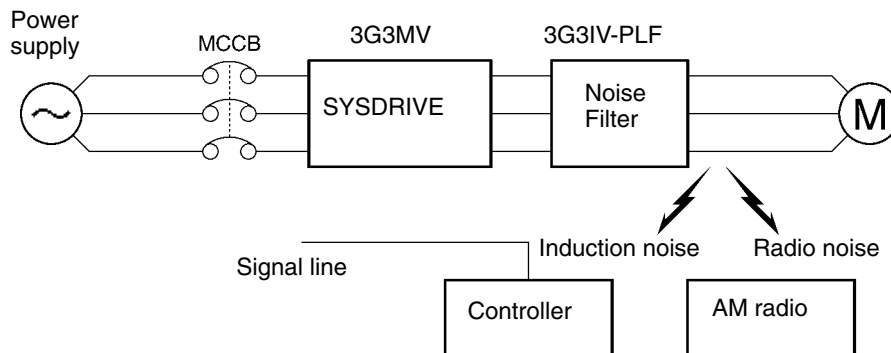 Power
supply
MCCB
3G3MV
3G3IV-PLF
SYSDRIVE
Noise
Filter
M
Induction noise
Radio noise
Signal line
Controller
AM radio